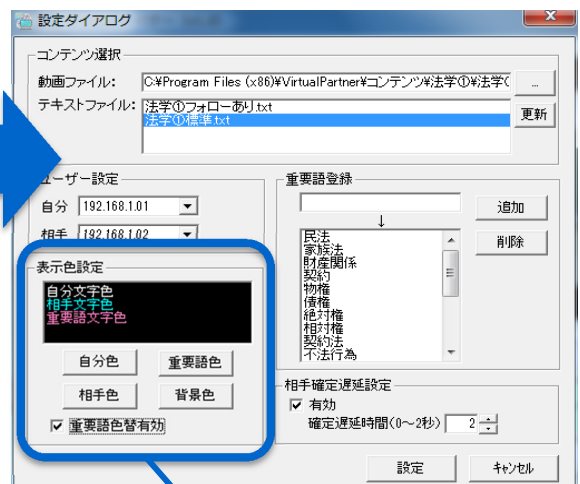 設定ダイアログ
コンテンツ選択
動画ファイル: C:¥Program Files (x86)¥VirtualPartner¥コンテンツ¥法学①¥法学( ...
テキストファイル: 法学①フォローあり.txt
法学①標準.txt
更新
ユーザー設定
自分 192.168.1.01
相手 192.168.1.02
表示色設定
自分文字色
相手文字色
重要語文字色
自分色 重要語色
相手色 背景色
重要語色替有効
重要語登録
追加
↓
削除
民法
家族法
財産関係
契約
物権
債権
絶対権
相対権
契約法
不法行為
相手確定遅延設定
有効
確定遅延時間(0~2秒) 2
設定 キャンセル